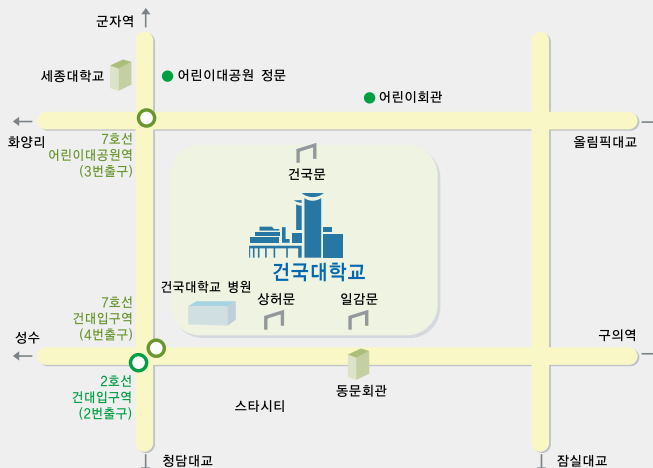 군자역
세종대학교
어린이대공원 정문
어린이회관
화양리
7호선
어린이대공원역
(3번출구)
올림픽대교
건국문
건국대학교
건국대학교 병원
상허문
일감문
7호선
건대입구역
(4번출구)
성수
구의역
2호선
건대입구역
(2번출구)
동문회관
스타시티
청담대교
잠실대교